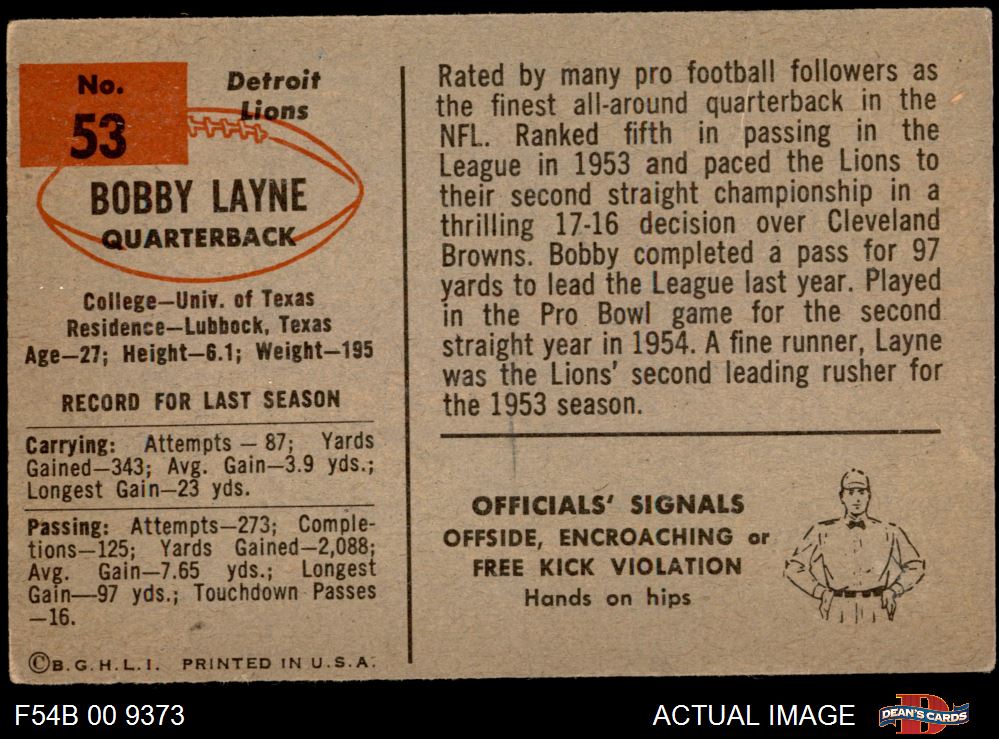 No.
53
Detroit
Lions
BOBBY LAYNE
QUARTERBACK
College—Univ. of Texas
Residence—Lubbock, Texas
Age—27; Height—6.1; Weight—195
RECORD FOR LAST SEASON
Carrying: Attempts — 87; Yards
Gained—343; Avg. Gain—3.9 yds.;
Longest Gain—23 yds.
Passing: Attempts—273; Comple-
tions—125; Yards Gained—2,088;
Avg. Gain—7.65 yds.; Longest
Gain—97 yds.; Touchdown Passes
—16.
©B. G. H. L. I. PRINTED IN U. S. A.
Rated by many pro football followers as
the finest all-around quarterback in the
NFL. Ranked fifth in passing in the
League in 1953 and paced the Lions to
their second straight championship in a
thrilling 17-16 decision over Cleveland
Browns. Bobby completed a pass for 97
yards to lead the League last year. Played
in the Pro Bowl game for the second
straight year in 1954. A fine runner, Layne
was the Lions' second leading rusher for
the 1953 season.
OFFICIALS' SIGNALS
OFFSIDE, ENCROACHING or
FREE KICK VIOLATION
Hands on hips
F54B 00 9373
ACTUAL IMAGE
DEAN'S CARDS